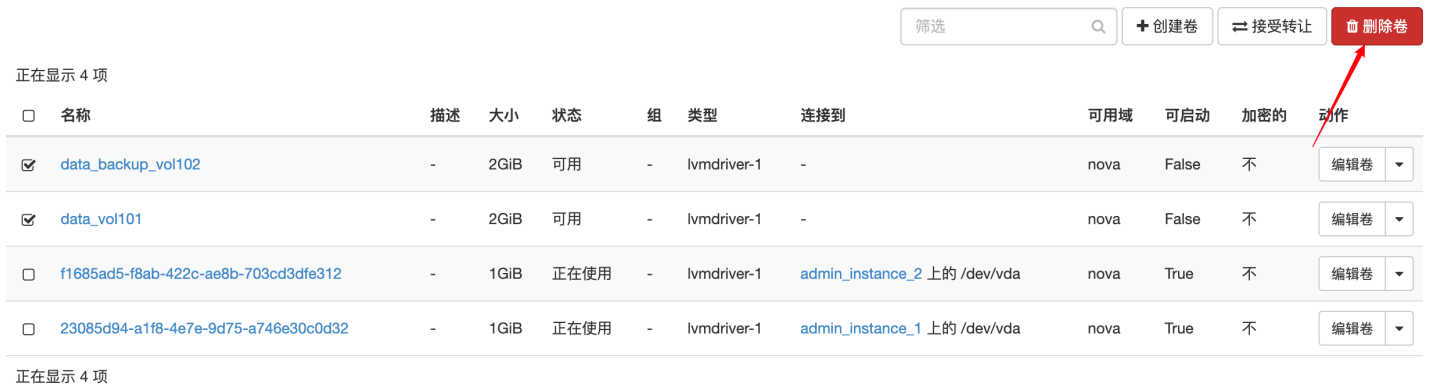 筛选 创建卷 接受转让 删除卷
正在显示 4 项
名称 描述 大小 状态 组 类型 连接到 可用域 可启动 加密的 动作
data_backup_vol102 - 2GiB 可用 - lvmdriver-1 - nova False 不 编辑卷
data_vol101 - 2GiB 可用 - lvmdriver-1 - nova False 不 编辑卷
f1685ad5-f8ab-422c-ae8b-703cd3dfe312 - 1GiB 正在使用 - lvmdriver-1 admin_instance_2 上的 /dev/vda nova True 不 编辑卷
23085d94-a1f8-4e7e-9d75-a746e30c0d32 - 1GiB 正在使用 - lvmdriver-1 admin_instance_1 上的 /dev/vda nova True 不 编辑卷
正在显示 4 项